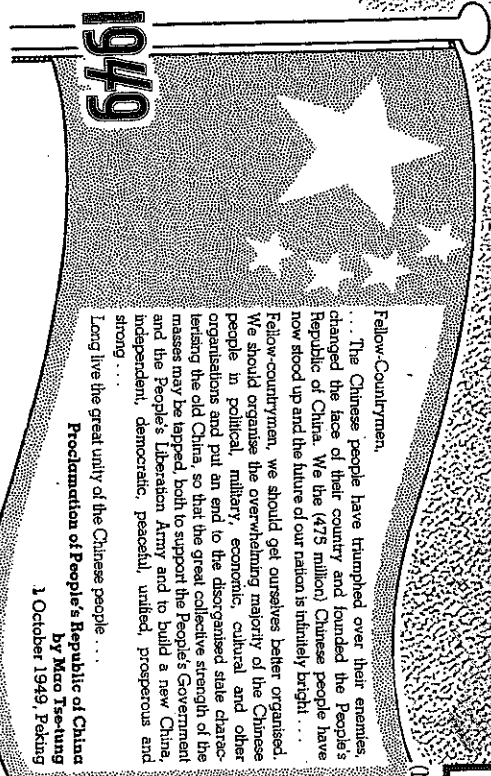 1949
Fellow-Countrymen,
. . . The Chinese people have triumphed over their enemies,
changed the face of their country and founded the People's
Republic of China. We the (475 million) Chinese people have
now stood up and the future of our nation is infinitely bright . . .
Fellow-countrymen, we should get ourselves better organised.
We should organise the overwhelming majority of the Chinese
people in political, military, economic, cultural and other
organisations and put an end to the disorganised state charac-
terising the old China, so that the great collective strength of the
masses may be tapped, both to support the People's Government
and the People's Liberation Army and to build a new China,
independent, democratic, peaceful, unified, prosperous and
strong . . .
Long live the great unity of the Chinese people . . .
Proclamation of People's Republic of China
by Mao Tse-tung
1 October 1949, Peking